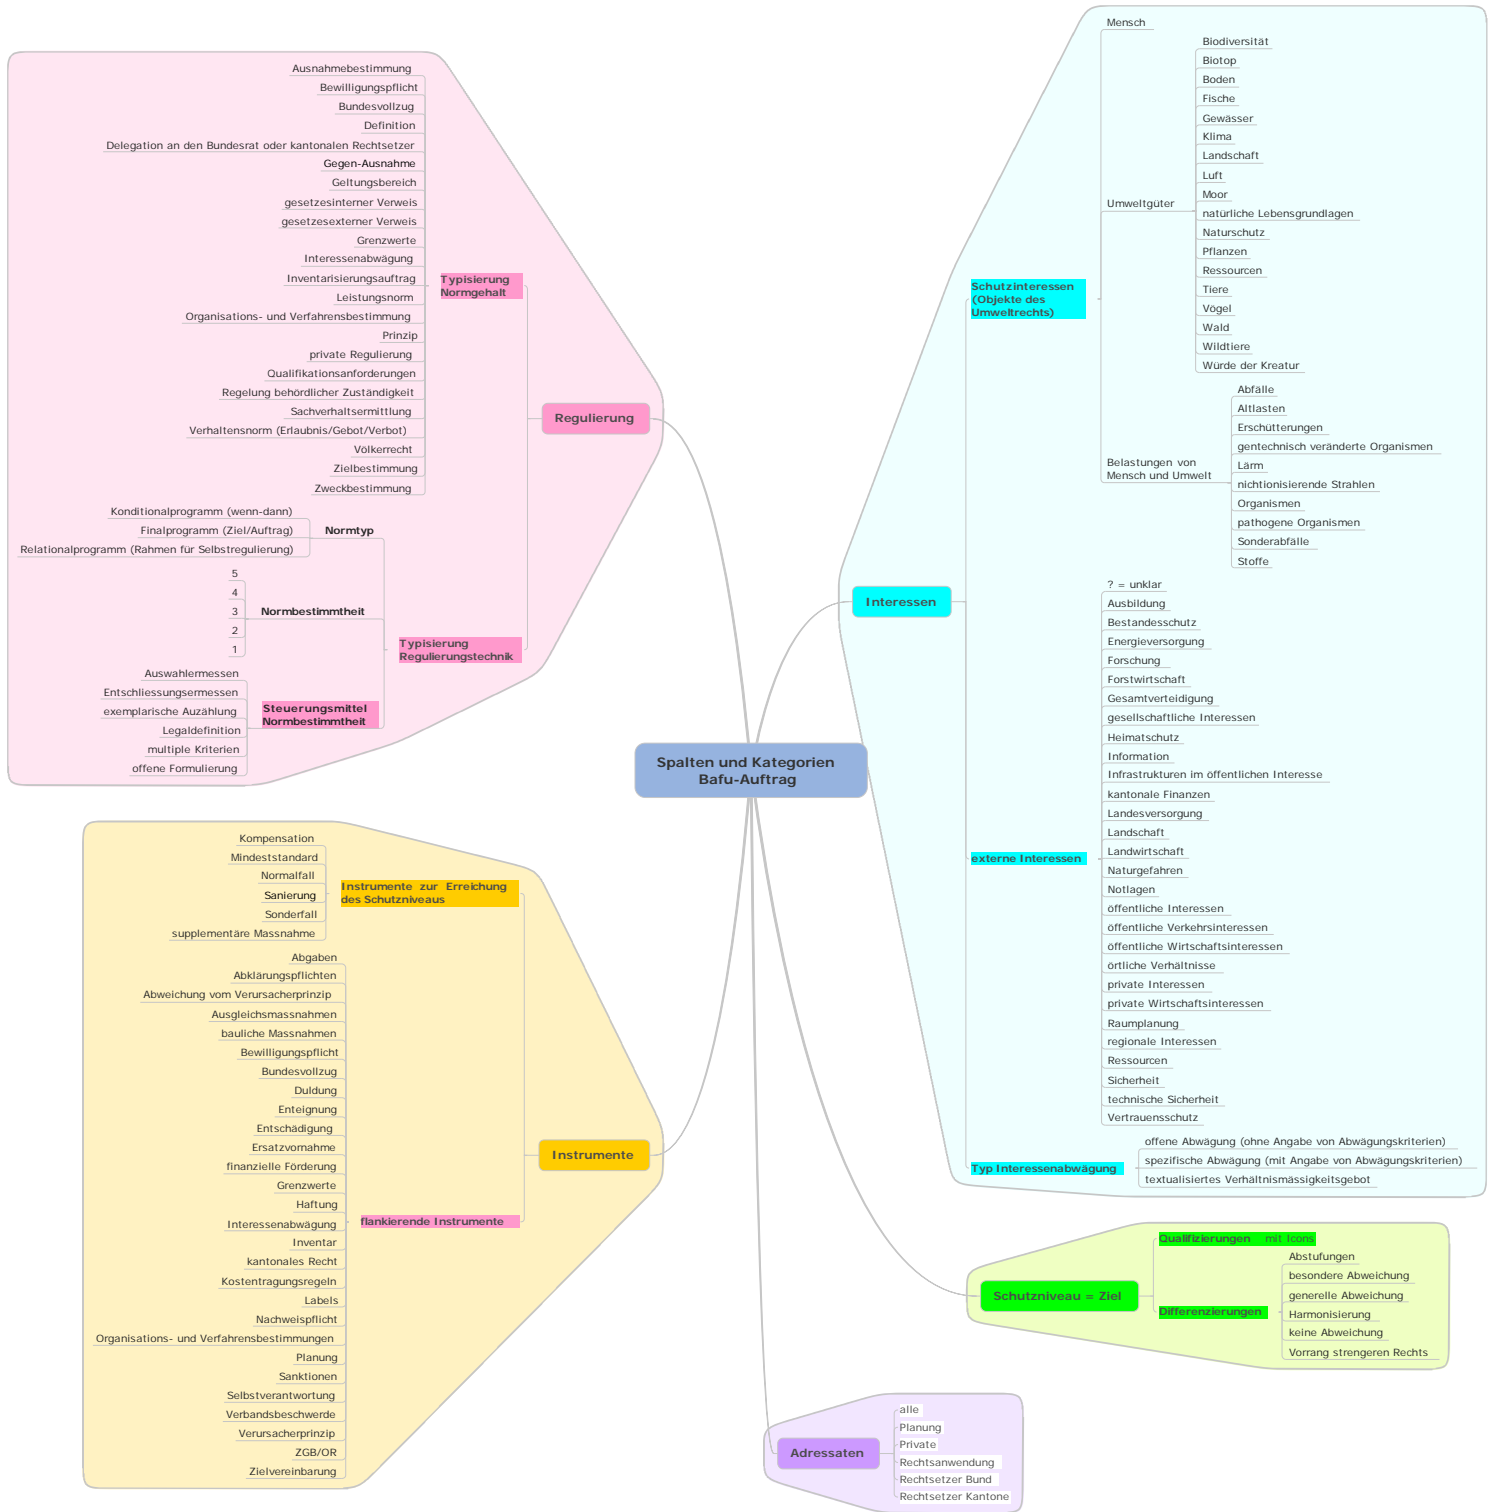 Spalten und Kategorien
Bafu-Auftrag
Regulierung
Typisierung
Normgehalt
Ausnahmebestimmung
Bewilligungspflicht
Bundesvollzug
Definition
Delegation an den Bundesrat oder kantonalen Rechtsetzer
Gegen-Ausnahme
Geltungsbereich
gesetzesinterner Verweis
gesetzesexterner Verweis
Grenzwerte
Interessenabwägung
Inventarisierungsauftrag
Leistungsnorm
Organisations- und Verfahrensbestimmung
Prinzip
private Regulierung
Qualifikationsanforderungen
Regelung behördlicher Zuständigkeit
Sachverhaltsermittlung
Verhaltensnorm (Erlaubnis/Gebot/Verbot)
Völkerrecht
Zielbestimmung
Zweckbestimmung
Typisierung
Regulierungstechnik
Normtyp
Konditionalprogramm (wenn-dann)
Finalprogramm (Ziel/Auftrag)
Relationalprogramm (Rahmen für Selbstregulierung)
Normbestimmtheit
5
4
3
2
1
Steuerungsmittel
Normbestimmtheit
Auswahlermessen
Entschliessungsermessen
exemplarische Auzählung
Legaldefinition
multiple Kriterien
offene Formulierung
Instrumente
Instrumente zur Erreichung
des Schutzniveaus
Kompensation
Mindeststandard
Normalfall
Sanierung
Sonderfall
supplementäre Massnahme
flankierende Instrumente
Abgaben
Abklärungspflichten
Abweichung vom Verursacherprinzip
Ausgleichsmassnahmen
bauliche Massnahmen
Bewilligungspflicht
Bundesvollzug
Duldung
Enteignung
Entschädigung
Ersatzvornahme
finanzielle Förderung
Grenzwerte
Haftung
Interessenabwägung
Inventar
kantonales Recht
Kostentragungsregeln
Labels
Nachweispflicht
Organisations- und Verfahrensbestimmungen
Planung
Sanktionen
Selbstverantwortung
Verbandsbeschwerde
Verursacherprinzip
ZGB/OR
Zielvereinbarung
Interessen
Schutzinteressen
(Objekte des
Umweltrechts)
Mensch
Umweltgüter
Biodiversität
Biotop
Boden
Fische
Gewässer
Klima
Landschaft
Luft
Moor
natürliche Lebensgrundlagen
Naturschutz
Pflanzen
Ressourcen
Tiere
Vögel
Wald
Wildtiere
Würde der Kreatur
Belastungen von
Mensch und Umwelt
Abfälle
Altlasten
Erschütterungen
gentechnisch veränderte Organismen
Lärm
nichtionisierende Strahlen
Organismen
pathogene Organismen
Sonderabfälle
Stoffe
externe Interessen
? = unklar
Ausbildung
Bestandesschutz
Energieversorgung
Forschung
Forstwirtschaft
Gesamtverteidigung
gesellschaftliche Interessen
Heimatschutz
Information
Infrastrukturen im öffentlichen Interesse
kantonale Finanzen
Landesversorgung
Landschaft
Landwirtschaft
Naturgefahren
Notlagen
öffentliche Interessen
öffentliche Verkehrsinteressen
öffentliche Wirtschaftsinteressen
örtliche Verhältnisse
private Interessen
private Wirtschaftsinteressen
Raumplanung
regionale Interessen
Ressourcen
Sicherheit
technische Sicherheit
Vertrauensschutz
Typ Interessenabwägung
offene Abwägung (ohne Angabe von Abwägungskriterien)
spezifische Abwägung (mit Angabe von Abwägungskriterien)
textualisiertes Verhältnismässigkeitsgebot
Schutzniveau = Ziel
Qualifizierungen mit Icons
Differenzierungen
Abstufungen
besondere Abweichung
generelle Abweichung
Harmonisierung
keine Abweichung
Vorrang strengeren Rechts
Adressaten
alle
Planung
Private
Rechtsanwendung
Rechtsetzer Bund
Rechtsetzer Kantone